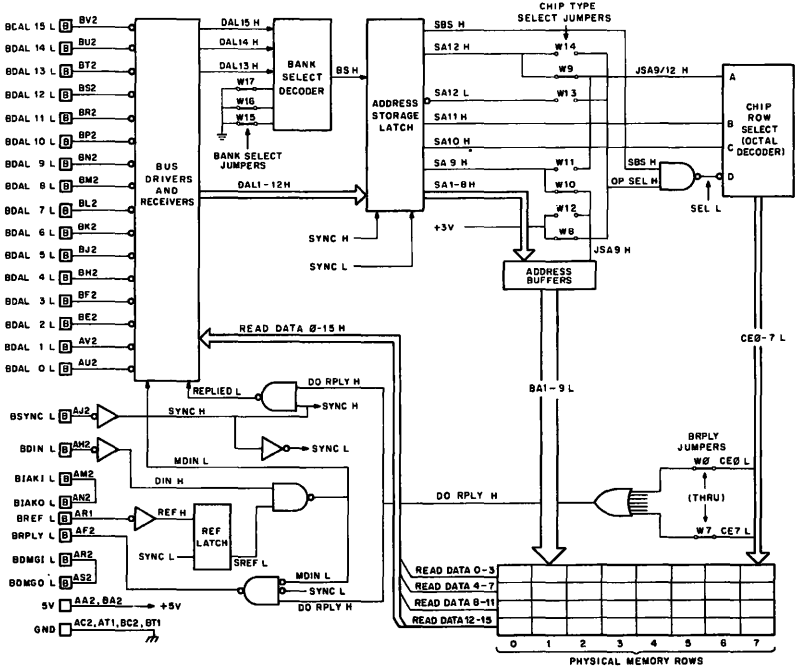 BCAL 15 L B BV2
BDAL 14 L B BU2
BDAL 13 L B BT2
BDAL 12 L B BS2
BDAL 11 L B BR2
BDAL 10 L B BP2
BDAL 9 L B BN2
BDAL 8 L B BM2
BDAL 7 L B BL2
BDAL 6 L B BK2
BDAL 5 L B BJ2
BDAL 4 L B BH2
BDAL 3 L B BF2
BDAL 2 L B BE2
BDAL 1 L B AV2
BDAL 0 L B AU2
BUS
DRIVERS
AND
RECEIVERS
DAL15 H
DAL14 H
DAL13 H
W17
W16
W15
BANK SELECT
JUMPERS
BANK
SELECT
DECODER
BS H
DAL1-12H
ADDRESS
STORAGE
LATCH
SYNC H
SYNC L
CHIP TYPE
SELECT JUMPERS
SBS H
SA12 H
SA12 L
SA11 H
SA10 H
SA 9 H
SA1-8H
+3V
W14
W9
W13
W11
W10
W12
W8
JSA9/12 H
JSA9 H
SBS H
OP SEL H
SEL L
A
B
C
D
CHIP
ROW
SELECT
(OCTAL
DECODER)
ADDRESS
BUFFERS
READ DATA 0-15 H
BA1-9L
CE0-7 L
REPLIED L
DO RPLY H
SYNC H
BSYNC L B AJ2
SYNC H
SYNC L
BDIN L B AH2
MDIN L
DIN H
BIAKI L B AM2
BIAKO L B AN2
BREF L B AR1
REF H
REF
LATCH
SYNC L
SREF L
BRPLY L B AF2
BDMGI L B AR2
BDMGO L B AS2
MDIN L
SYNC L
DO RPLY H
5V AA2, BA2 +5V
GND AC2, AT1, BC2, BT1
DO RPLY H
BRPLY
JUMPERS
W0 CE0 L
(THRU)
W7 CE7 L
READ DATA 0-3
READ DATA 4-7
READ DATA 8-11
READ DATA 12-15
0 1 2 3 4 5 6 7
PHYSICAL MEMORY ROWS